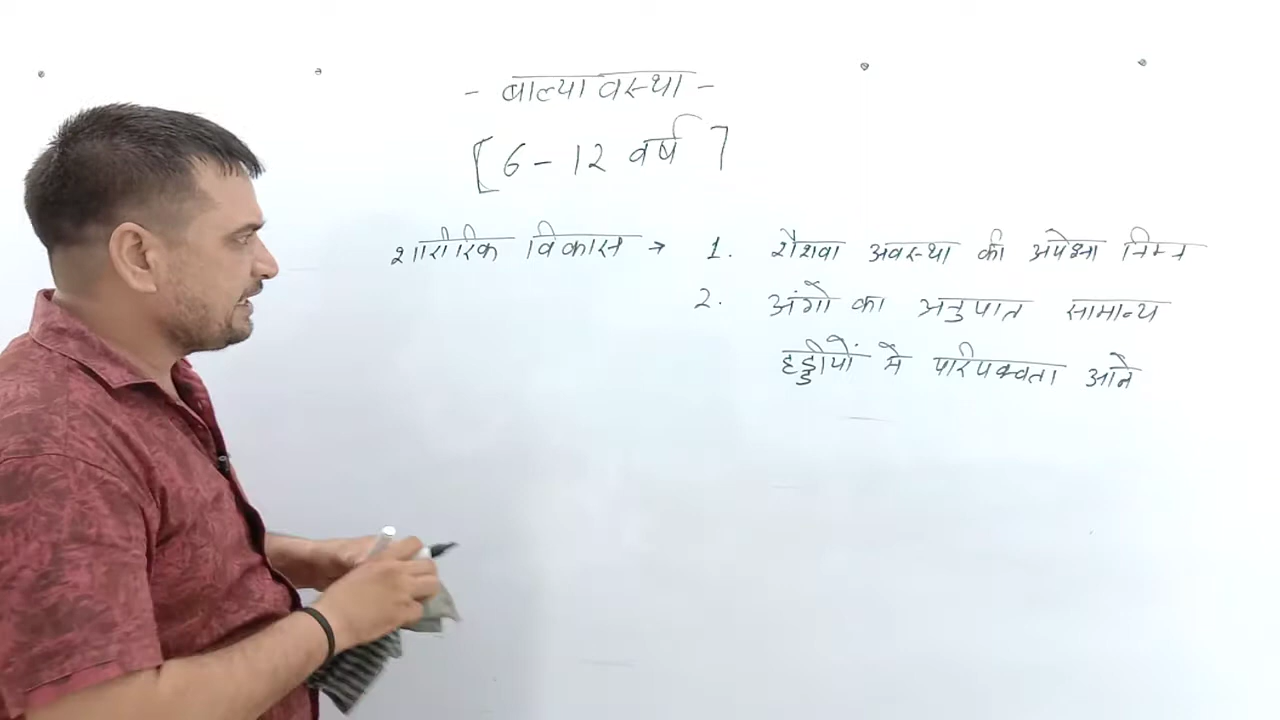 - बाल्यावस्था -
[ 6 - 12 वर्ष ]
शारीरिक विकास → 1. शैशवा अवस्था की अपेक्षा निम्न
2. अंगो का अनुपात सामान्य
हड्डीयों मे परिपक्वता आने